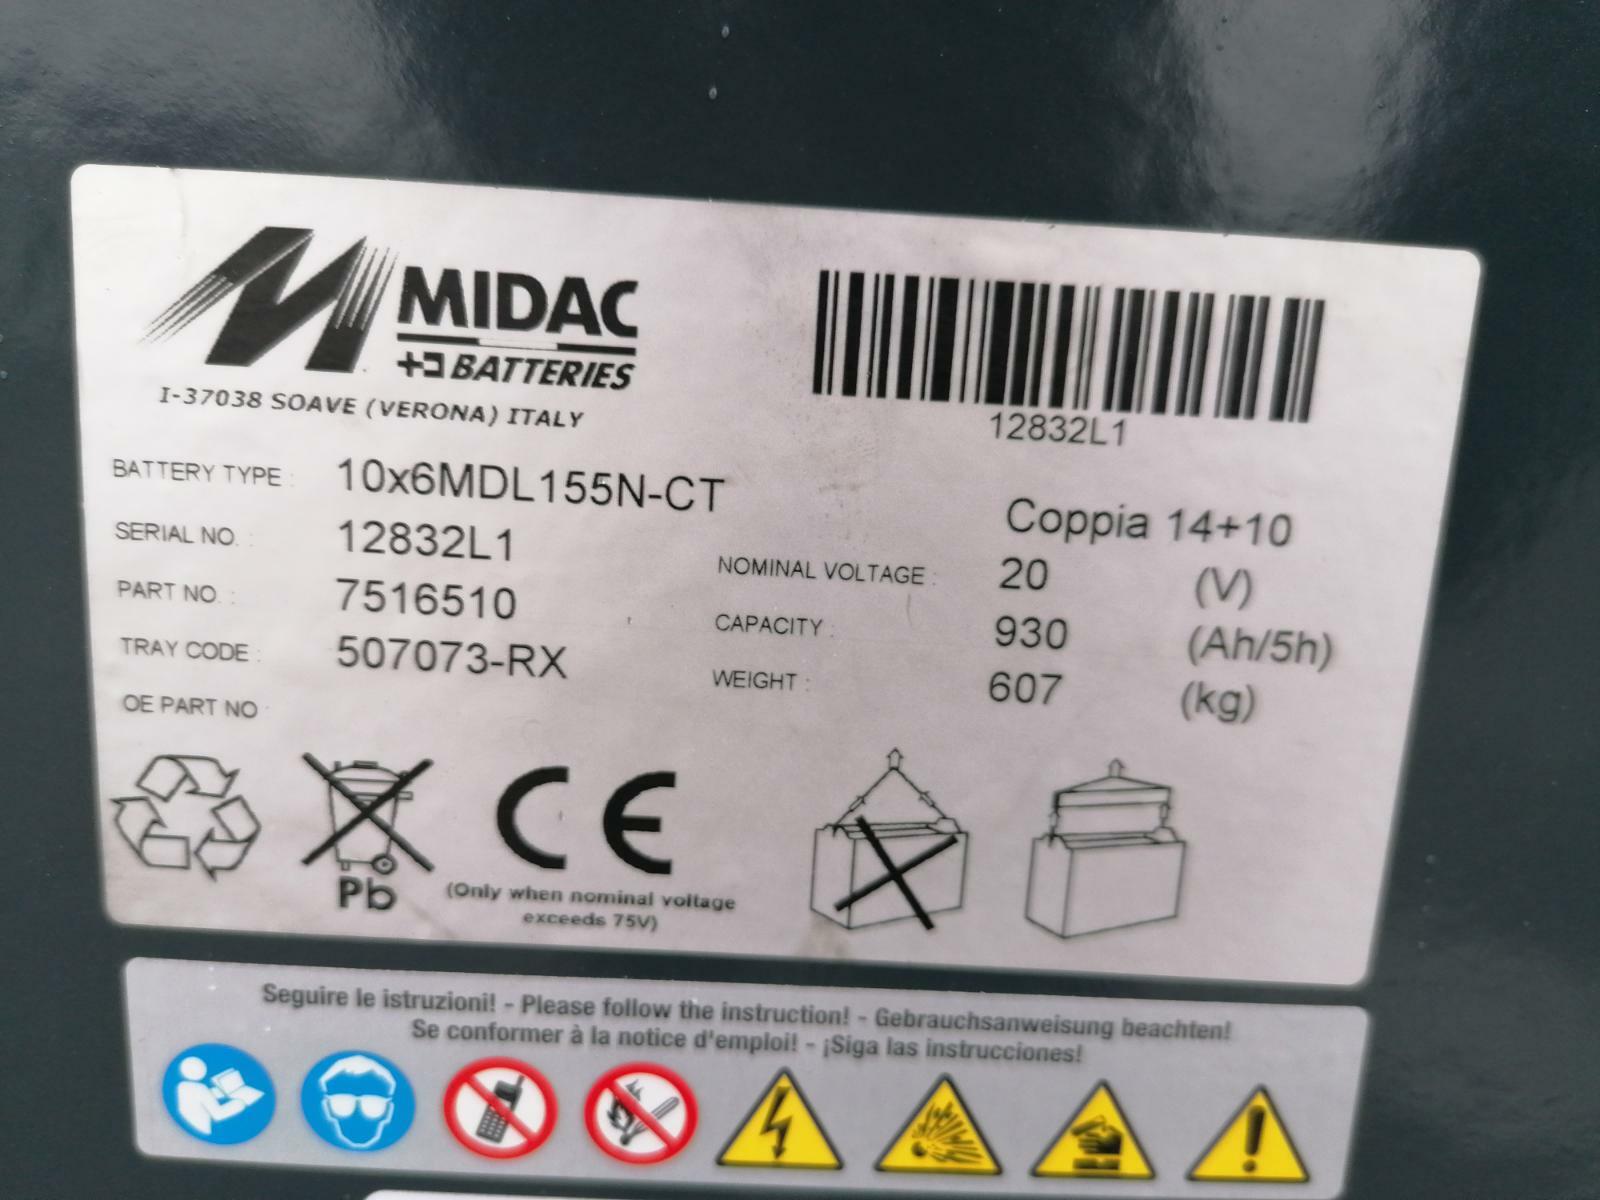 MIDAC
BATTERIES
I-37038 SOAVE (VERONA) ITALY
12832L1
BATTERY TYPE : 10x6MDL155N-CT
Coppia 14+10
SERIAL NO. : 12832L1
NOMINAL VOLTAGE : 20 (V)
PART NO. : 7516510
CAPACITY : 930 (Ah/5h)
TRAY CODE : 507073-RX
WEIGHT : 607 (kg)
OE PART NO :
CE
Pb
(Only when nominal voltage
exceeds 75V)
Seguire le istruzioni! - Please follow the instruction! - Gebrauchsanweisung beachten!
Se conformer à la notice d'emploi! - ¡Siga las instrucciones!